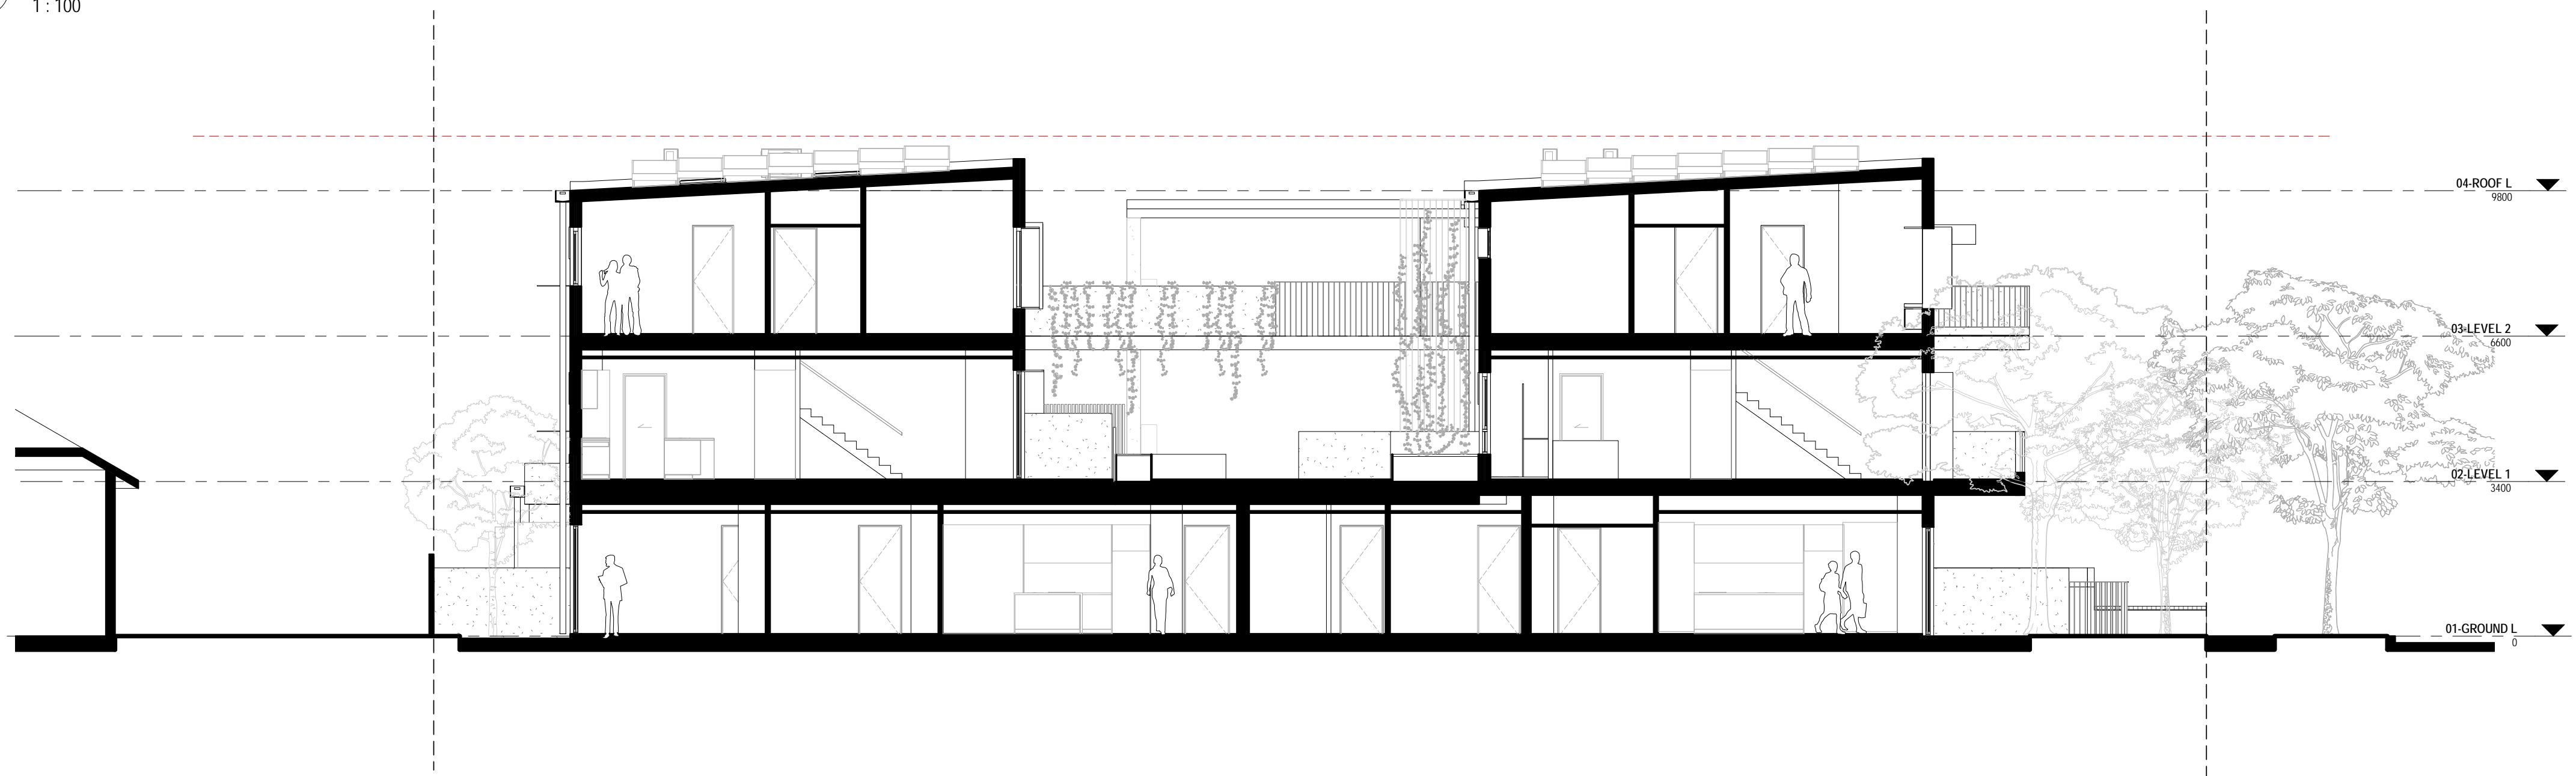 1 : 100
04-ROOF L
9800
03-LEVEL 2
6600
02-LEVEL 1
3400
01-GROUND L
0